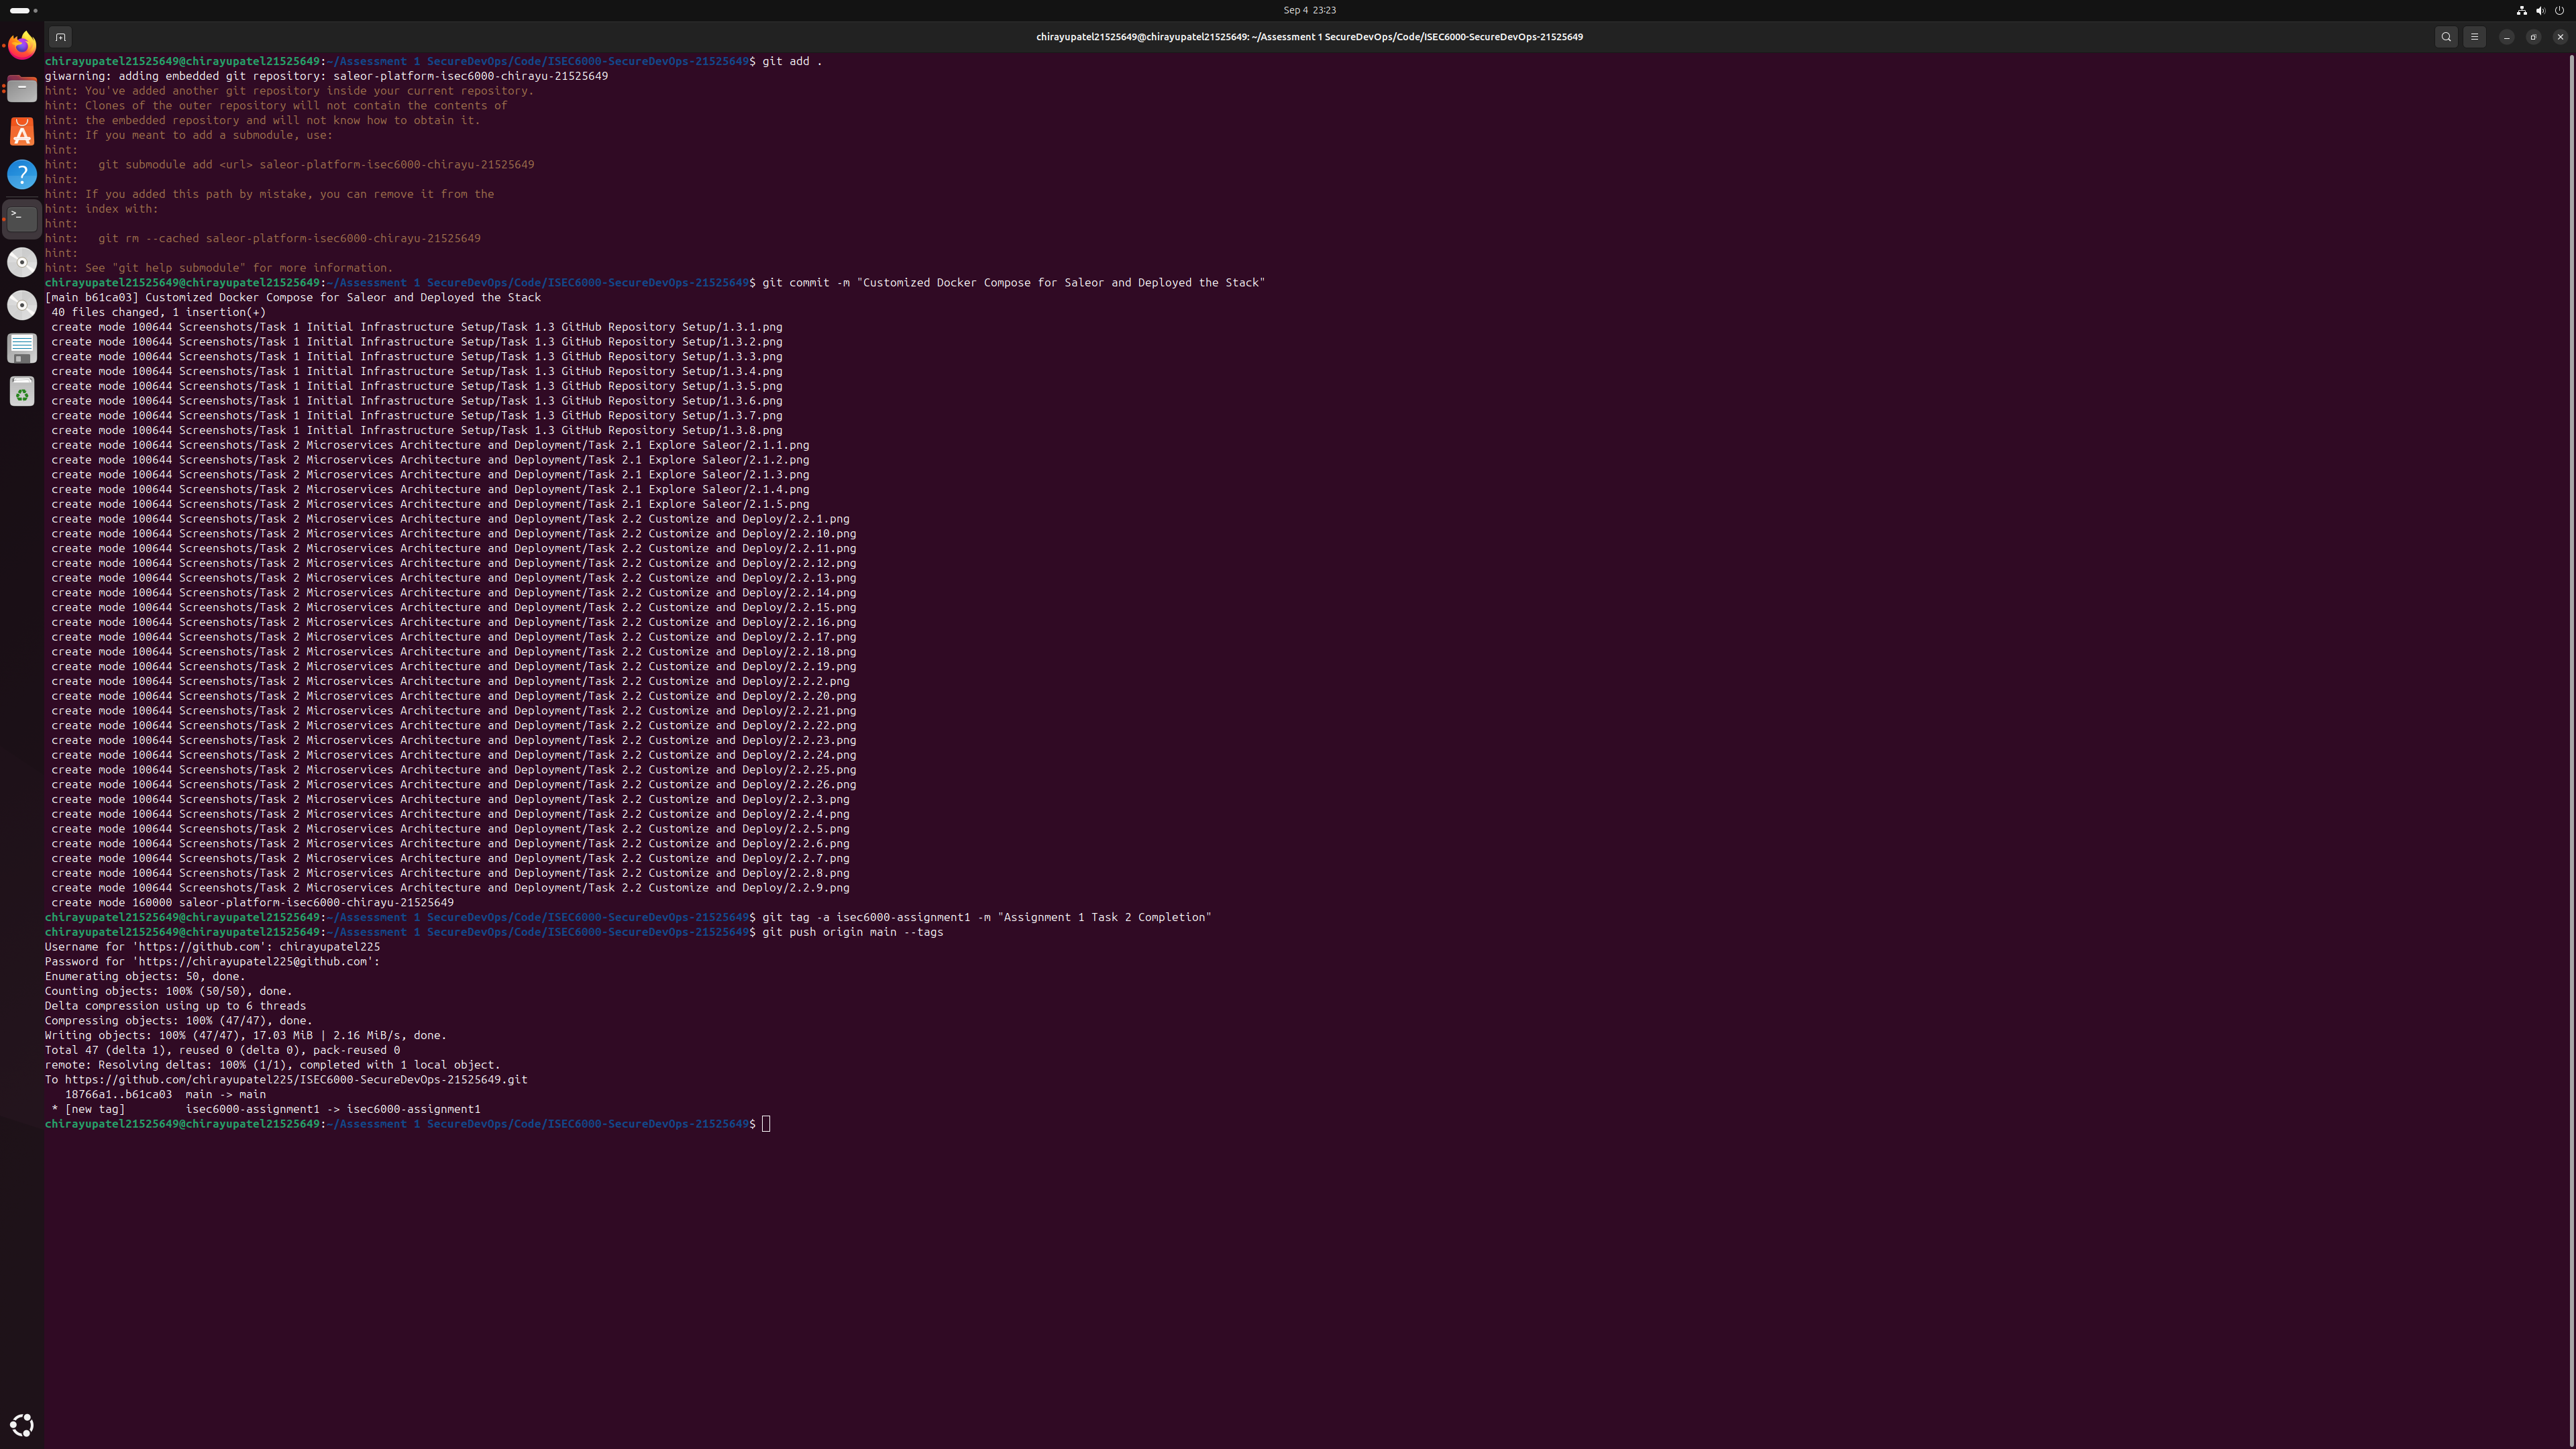 Sep 4 23:23
chirayupatel21525649@chirayupatel21525649: ~/Assessment 1 SecureDevOps/Code/ISEC6000-SecureDevOps-21525649
chirayupatel21525649@chirayupatel21525649:~/Assessment 1 SecureDevOps/Code/ISEC6000-SecureDevOps-21525649$ git add .
giwarning: adding embedded git repository: saleor-platform-isec6000-chirayu-21525649
hint: You've added another git repository inside your current repository.
hint: Clones of the outer repository will not contain the contents of
hint: the embedded repository and will not know how to obtain it.
hint: If you meant to add a submodule, use:
hint:
hint:   git submodule add <url> saleor-platform-isec6000-chirayu-21525649
hint:
hint: If you added this path by mistake, you can remove it from the
hint: index with:
hint:
hint:   git rm --cached saleor-platform-isec6000-chirayu-21525649
hint:
hint: See "git help submodule" for more information.
chirayupatel21525649@chirayupatel21525649:~/Assessment 1 SecureDevOps/Code/ISEC6000-SecureDevOps-21525649$ git commit -m "Customized Docker Compose for Saleor and Deployed the Stack"
[main b61ca03] Customized Docker Compose for Saleor and Deployed the Stack
 40 files changed, 1 insertion(+)
 create mode 100644 Screenshots/Task 1 Initial Infrastructure Setup/Task 1.3 GitHub Repository Setup/1.3.1.png
 create mode 100644 Screenshots/Task 1 Initial Infrastructure Setup/Task 1.3 GitHub Repository Setup/1.3.2.png
 create mode 100644 Screenshots/Task 1 Initial Infrastructure Setup/Task 1.3 GitHub Repository Setup/1.3.3.png
 create mode 100644 Screenshots/Task 1 Initial Infrastructure Setup/Task 1.3 GitHub Repository Setup/1.3.4.png
 create mode 100644 Screenshots/Task 1 Initial Infrastructure Setup/Task 1.3 GitHub Repository Setup/1.3.5.png
 create mode 100644 Screenshots/Task 1 Initial Infrastructure Setup/Task 1.3 GitHub Repository Setup/1.3.6.png
 create mode 100644 Screenshots/Task 1 Initial Infrastructure Setup/Task 1.3 GitHub Repository Setup/1.3.7.png
 create mode 100644 Screenshots/Task 1 Initial Infrastructure Setup/Task 1.3 GitHub Repository Setup/1.3.8.png
 create mode 100644 Screenshots/Task 2 Microservices Architecture and Deployment/Task 2.1 Explore Saleor/2.1.1.png
 create mode 100644 Screenshots/Task 2 Microservices Architecture and Deployment/Task 2.1 Explore Saleor/2.1.2.png
 create mode 100644 Screenshots/Task 2 Microservices Architecture and Deployment/Task 2.1 Explore Saleor/2.1.3.png
 create mode 100644 Screenshots/Task 2 Microservices Architecture and Deployment/Task 2.1 Explore Saleor/2.1.4.png
 create mode 100644 Screenshots/Task 2 Microservices Architecture and Deployment/Task 2.1 Explore Saleor/2.1.5.png
 create mode 100644 Screenshots/Task 2 Microservices Architecture and Deployment/Task 2.2 Customize and Deploy/2.2.1.png
 create mode 100644 Screenshots/Task 2 Microservices Architecture and Deployment/Task 2.2 Customize and Deploy/2.2.10.png
 create mode 100644 Screenshots/Task 2 Microservices Architecture and Deployment/Task 2.2 Customize and Deploy/2.2.11.png
 create mode 100644 Screenshots/Task 2 Microservices Architecture and Deployment/Task 2.2 Customize and Deploy/2.2.12.png
 create mode 100644 Screenshots/Task 2 Microservices Architecture and Deployment/Task 2.2 Customize and Deploy/2.2.13.png
 create mode 100644 Screenshots/Task 2 Microservices Architecture and Deployment/Task 2.2 Customize and Deploy/2.2.14.png
 create mode 100644 Screenshots/Task 2 Microservices Architecture and Deployment/Task 2.2 Customize and Deploy/2.2.15.png
 create mode 100644 Screenshots/Task 2 Microservices Architecture and Deployment/Task 2.2 Customize and Deploy/2.2.16.png
 create mode 100644 Screenshots/Task 2 Microservices Architecture and Deployment/Task 2.2 Customize and Deploy/2.2.17.png
 create mode 100644 Screenshots/Task 2 Microservices Architecture and Deployment/Task 2.2 Customize and Deploy/2.2.18.png
 create mode 100644 Screenshots/Task 2 Microservices Architecture and Deployment/Task 2.2 Customize and Deploy/2.2.19.png
 create mode 100644 Screenshots/Task 2 Microservices Architecture and Deployment/Task 2.2 Customize and Deploy/2.2.2.png
 create mode 100644 Screenshots/Task 2 Microservices Architecture and Deployment/Task 2.2 Customize and Deploy/2.2.20.png
 create mode 100644 Screenshots/Task 2 Microservices Architecture and Deployment/Task 2.2 Customize and Deploy/2.2.21.png
 create mode 100644 Screenshots/Task 2 Microservices Architecture and Deployment/Task 2.2 Customize and Deploy/2.2.22.png
 create mode 100644 Screenshots/Task 2 Microservices Architecture and Deployment/Task 2.2 Customize and Deploy/2.2.23.png
 create mode 100644 Screenshots/Task 2 Microservices Architecture and Deployment/Task 2.2 Customize and Deploy/2.2.24.png
 create mode 100644 Screenshots/Task 2 Microservices Architecture and Deployment/Task 2.2 Customize and Deploy/2.2.25.png
 create mode 100644 Screenshots/Task 2 Microservices Architecture and Deployment/Task 2.2 Customize and Deploy/2.2.26.png
 create mode 100644 Screenshots/Task 2 Microservices Architecture and Deployment/Task 2.2 Customize and Deploy/2.2.3.png
 create mode 100644 Screenshots/Task 2 Microservices Architecture and Deployment/Task 2.2 Customize and Deploy/2.2.4.png
 create mode 100644 Screenshots/Task 2 Microservices Architecture and Deployment/Task 2.2 Customize and Deploy/2.2.5.png
 create mode 100644 Screenshots/Task 2 Microservices Architecture and Deployment/Task 2.2 Customize and Deploy/2.2.6.png
 create mode 100644 Screenshots/Task 2 Microservices Architecture and Deployment/Task 2.2 Customize and Deploy/2.2.7.png
 create mode 100644 Screenshots/Task 2 Microservices Architecture and Deployment/Task 2.2 Customize and Deploy/2.2.8.png
 create mode 100644 Screenshots/Task 2 Microservices Architecture and Deployment/Task 2.2 Customize and Deploy/2.2.9.png
 create mode 160000 saleor-platform-isec6000-chirayu-21525649
chirayupatel21525649@chirayupatel21525649:~/Assessment 1 SecureDevOps/Code/ISEC6000-SecureDevOps-21525649$ git tag -a isec6000-assignment1 -m "Assignment 1 Task 2 Completion"
chirayupatel21525649@chirayupatel21525649:~/Assessment 1 SecureDevOps/Code/ISEC6000-SecureDevOps-21525649$ git push origin main --tags
Username for 'https://github.com': chirayupatel225
Password for 'https://chirayupatel225@github.com':
Enumerating objects: 50, done.
Counting objects: 100% (50/50), done.
Delta compression using up to 6 threads
Compressing objects: 100% (47/47), done.
Writing objects: 100% (47/47), 17.03 MiB | 2.16 MiB/s, done.
Total 47 (delta 1), reused 0 (delta 0), pack-reused 0
remote: Resolving deltas: 100% (1/1), completed with 1 local object.
To https://github.com/chirayupatel225/ISEC6000-SecureDevOps-21525649.git
   18766a1..b61ca03  main -> main
 * [new tag]         isec6000-assignment1 -> isec6000-assignment1
chirayupatel21525649@chirayupatel21525649:~/Assessment 1 SecureDevOps/Code/ISEC6000-SecureDevOps-21525649$